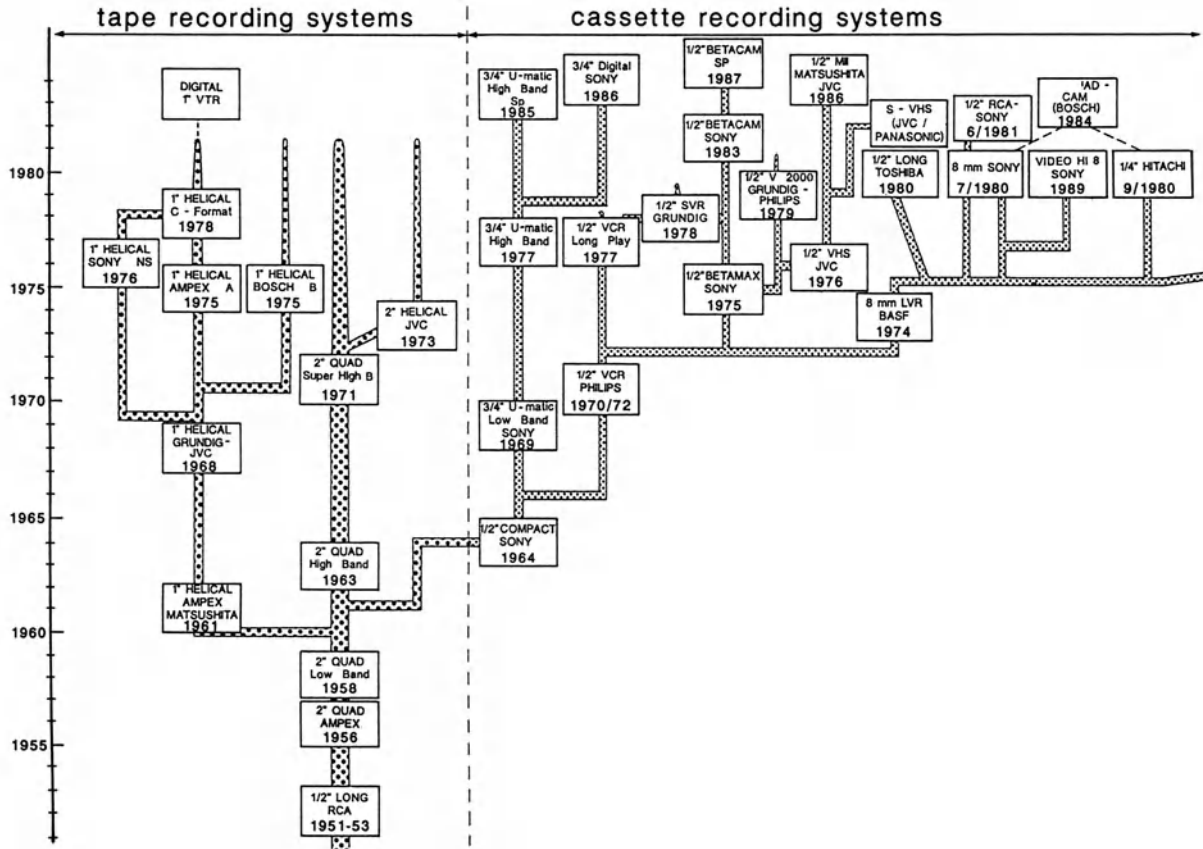 tape recording systems
cassette recording systems
1980
1975
1970
1965
1960
1955
DIGITAL
1" VTR
1" HELICAL
C - Format
1978
1" HELICAL
SONY NS
1976
1" HELICAL
AMPEX A
1975
1" HELICAL
BOSCH B
1975
2" HELICAL
JVC
1973
2" QUAD
Super High B
1971
1" HELICAL
GRUNDIG-
JVC
1968
2" QUAD
High Band
1963
1" HELICAL
AMPEX
MATSUSHITA
1961
2" QUAD
Low Band
1958
2" QUAD
AMPEX
1956
1/2" LONG
RCA
1951-53
3/4" U-matic
High Band
Sp
1985
3/4" Digital
SONY
1986
1/2" BETACAM
SP
1987
1/2" BETACAM
SONY
1983
1/2" MII
MATSUSHITA
JVC
1986
S - VHS
(JVC /
PANASONIC)
1/2" RCA-
SONY
6/1981
'AD -
CAM
(BOSCH)
1984
1/2" LONG
TOSHIBA
1980
8 mm SONY
7/1980
VIDEO HI 8
SONY
1989
1/4" HITACHI
9/1980
1/2" V 2000
GRUNDIG -
PHILIPS
1979
1/2" SVR
GRUNDIG
1978
3/4" U-matic
High Band
1977
1/2" VCR
Long Play
1977
1/2" BETAMAX
SONY
1975
1/2" VHS
JVC
1976
8 mm LVR
BASF
1974
1/2" VCR
PHILIPS
1970/72
3/4" U-matic
Low Band
SONY
1969
1/2" COMPACT
SONY
1964